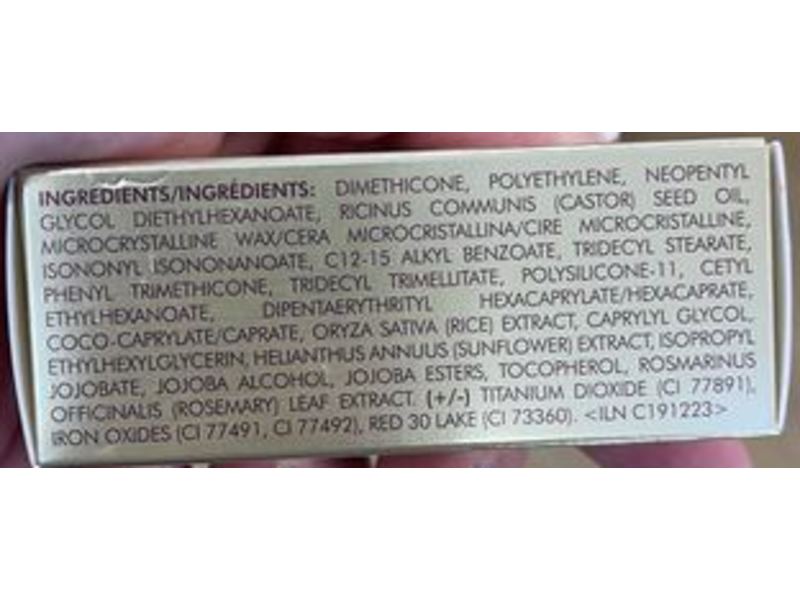 INGREDIENTS/INGRÉDIENTS: DIMETHICONE, POLYETHYLENE, NEOPENTYL
GLYCOL DIETHYLHEXANOATE, RICINUS COMMUNIS (CASTOR) SEED OIL,
MICROCRYSTALLINE WAX/CERA MICROCRISTALLINA/CIRE MICROCRISTALLINE,
ISONONYL ISONONANOATE, C12-15 ALKYL BENZOATE, TRIDECYL STEARATE,
PHENYL TRIMETHICONE, TRIDECYL TRIMELLITATE, POLYSILICONE-11, CETYL
ETHYLHEXANOATE, DIPENTAERYTHRITYL HEXACAPRYLATE/HEXACAPRATE,
COCO-CAPRYLATE/CAPRATE, ORYZA SATIVA (RICE) EXTRACT, CAPRYLYL GLYCOL,
ETHYLHEXYLGLYCERIN, HELIANTHUS ANNUUS (SUNFLOWER) EXTRACT, ISOPROPYL
JOJOBATE, JOJOBA ALCOHOL, JOJOBA ESTERS, TOCOPHEROL, ROSMARINUS
OFFICINALIS (ROSEMARY) LEAF EXTRACT. (+/-) TITANIUM DIOXIDE (CI 77891),
IRON OXIDES (CI 77491, CI 77492), RED 30 LAKE (CI 73360). <ILN C191223>